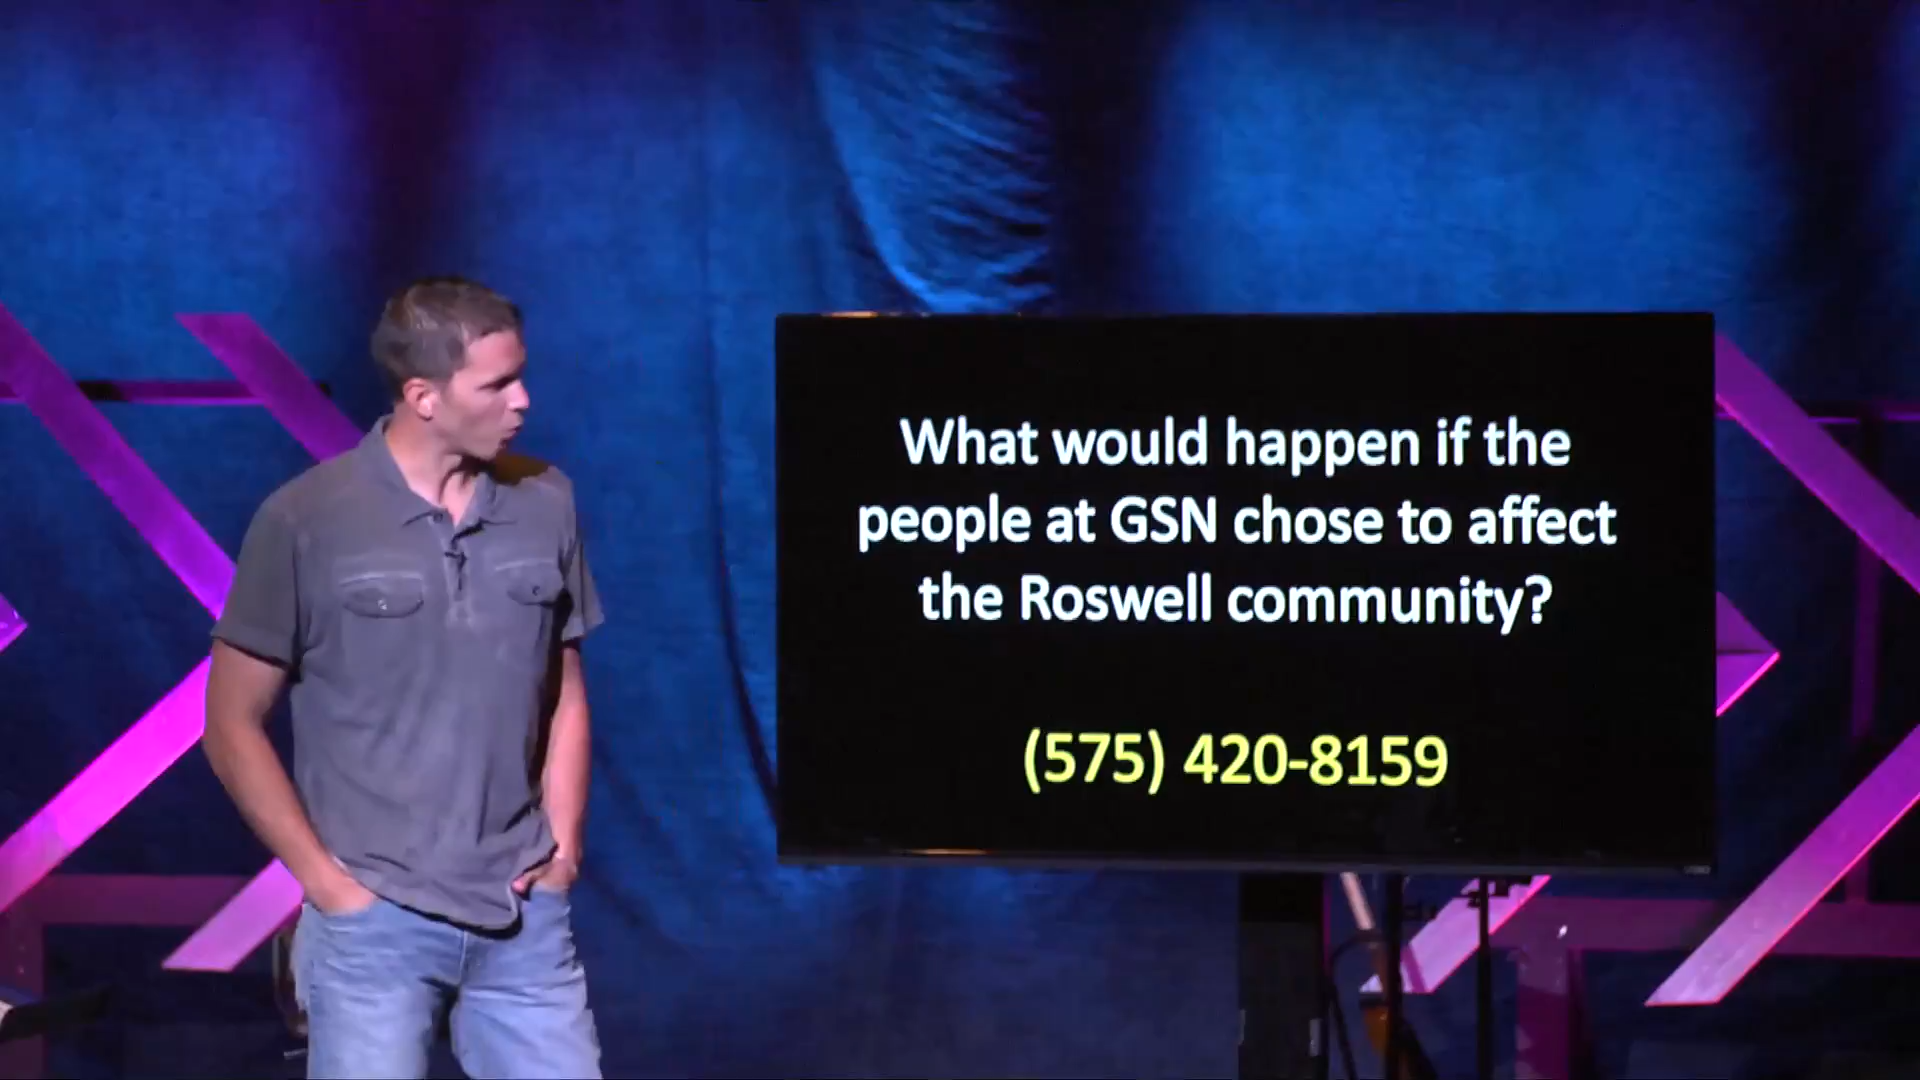 What would happen if the
people at GSN chose to affect
the Roswell community?
(575) 420-8159